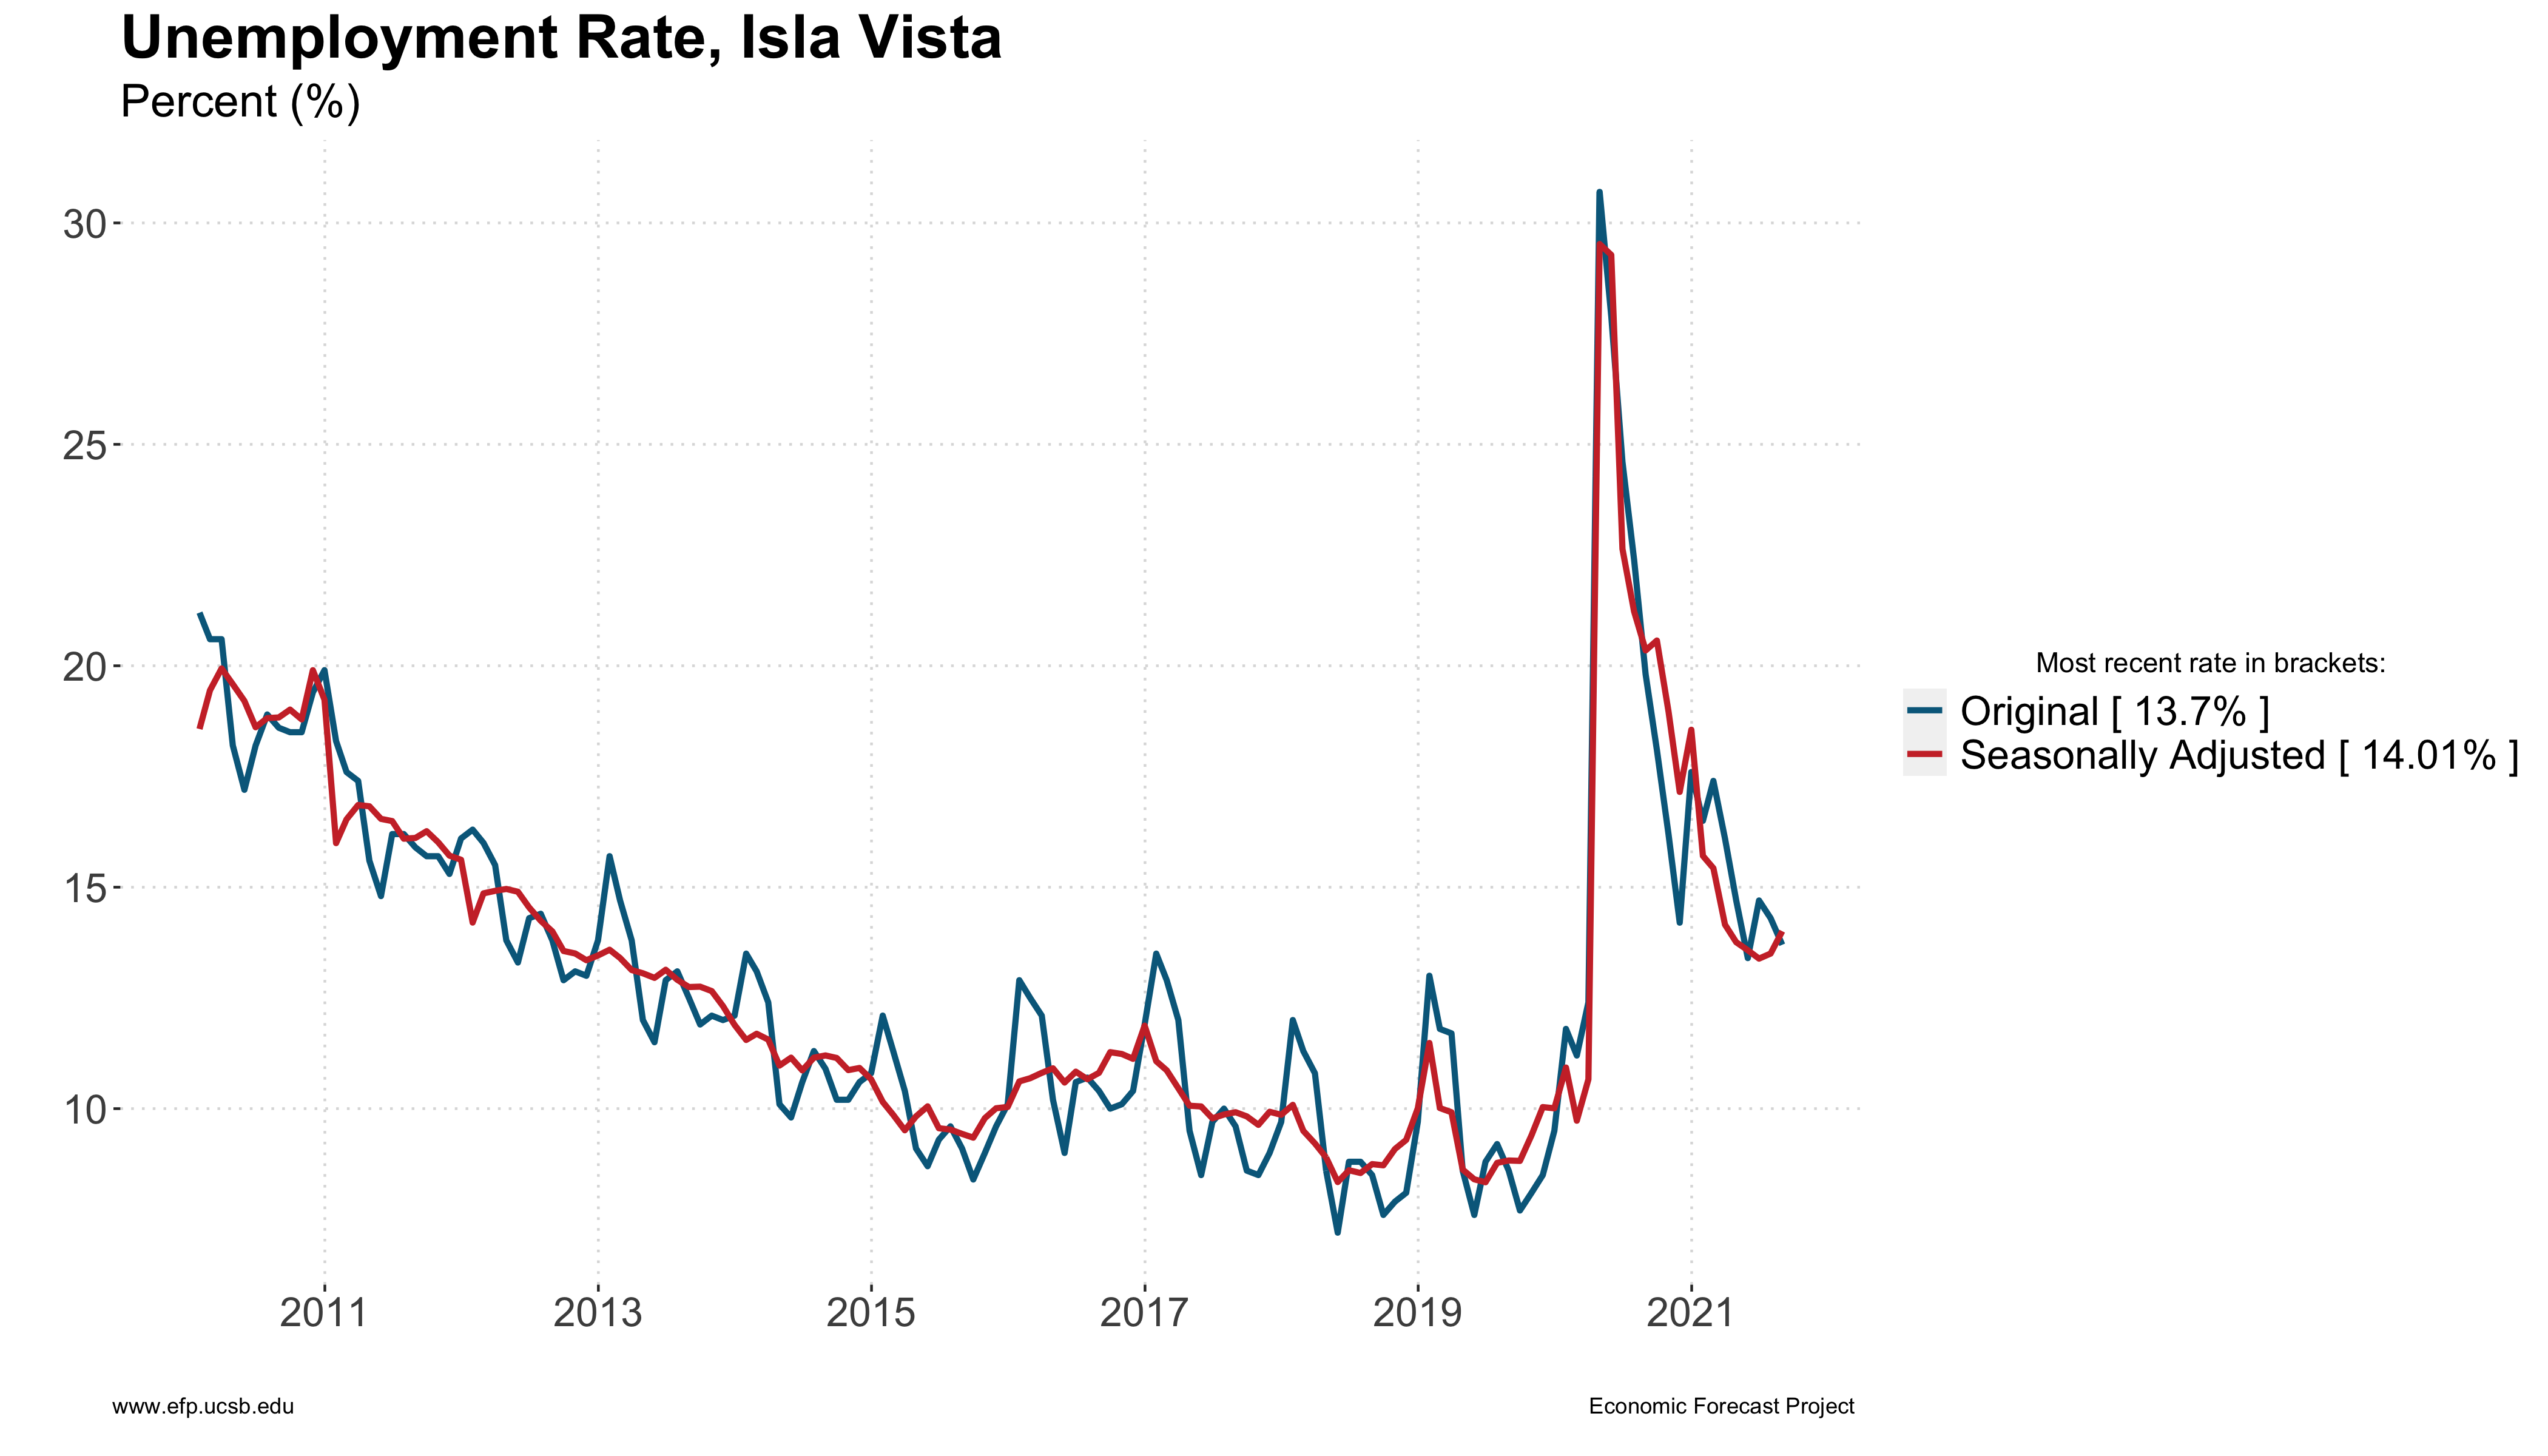 Unemployment Rate, Isla Vista
Percent (%)
30
25
20
15
10
2011 2013 2015 2017 2019 2021
Most recent rate in brackets:
Original [ 13.7% ]
Seasonally Adjusted [ 14.01% ]
www.efp.ucsb.edu
Economic Forecast Project